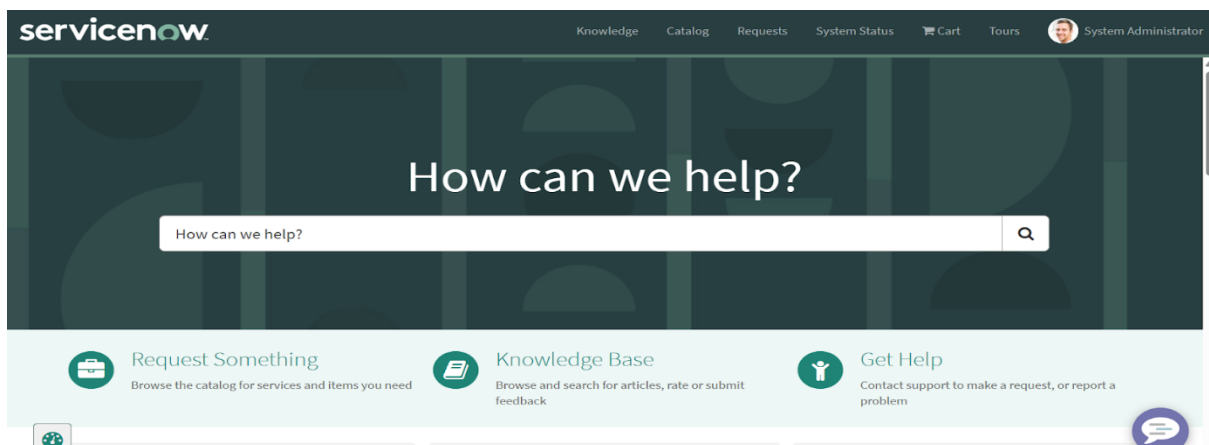 servicenow.
Knowledge Catalog Requests System Status Cart Tours System Administrator
How can we help?
How can we help?
Request Something
Browse the catalog for services and items you need
Knowledge Base
Browse and search for articles, rate or submit
feedback
Get Help
Contact support to make a request, or report a
problem